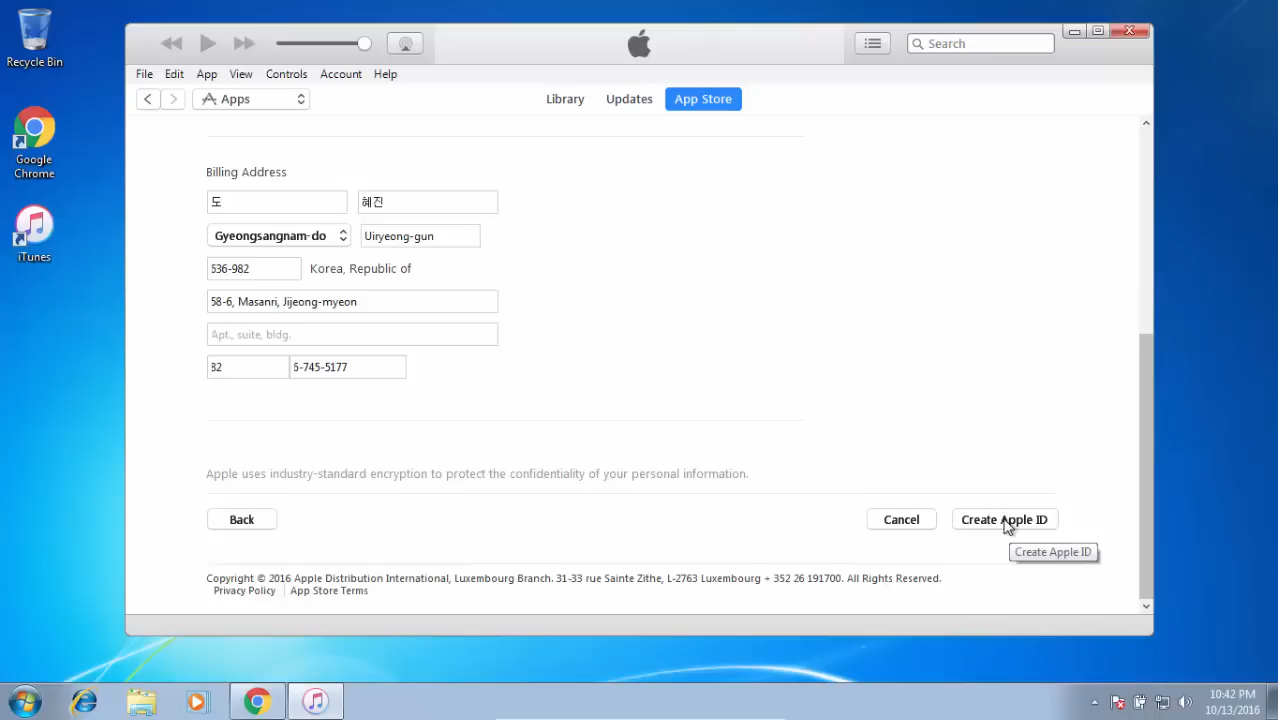 Recycle Bin
Search
File Edit App View Controls Account Help
Apps Library Updates App Store
Google Chrome
iTunes
Billing Address
도 혜진
Gyeongsangnam-do Uiryeong-gun
636-982 Korea, Republic of
58-6, Masanri, Jijeong-myeon
Apt., suite, bldg.
82 5-745-5177
Apple uses industry-standard encryption to protect the confidentiality of your personal information.
Back Cancel Create Apple ID
Create Apple ID
Copyright © 2016 Apple Distribution International, Luxembourg Branch. 31-33 rue Sainte Zithe, L-2763 Luxembourg + 352 26 191700. All Rights Reserved.
Privacy Policy App Store Terms
10:42 PM
10/13/2016